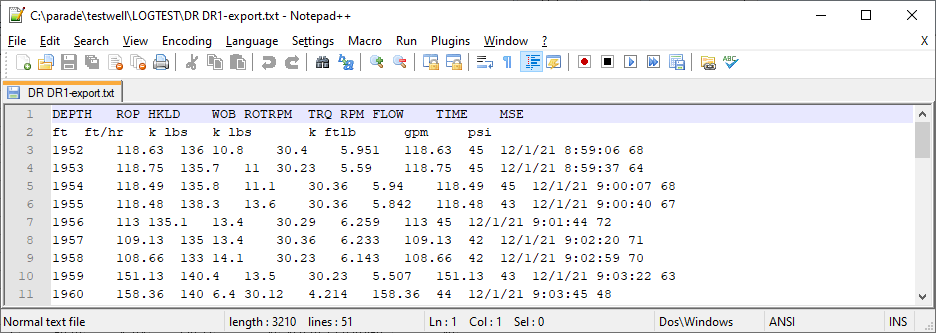 C:\parade\testwell\LOGTEST\DR DR1-export.txt - Notepad++
File Edit Search View Encoding Language Settings Macro Run Plugins Window ? X
DR DR1-export.txt
1 DEPTH ROP HKLD WOB ROTRPM TRQ RPM FLOW TIME MSE
2 ft ft/hr k lbs k lbs k ftlb gpm psi
3 1952 118.63 136 10.8 30.4 5.951 118.63 45 12/1/21 8:59:06 68
4 1953 118.75 135.7 11 30.23 5.59 118.75 45 12/1/21 8:59:37 64
5 1954 118.49 135.8 11.1 30.36 5.94 118.49 45 12/1/21 9:00:07 68
6 1955 118.48 138.3 13.6 30.36 5.842 118.48 43 12/1/21 9:00:40 67
7 1956 113 135.1 13.4 30.29 6.259 113 45 12/1/21 9:01:44 72
8 1957 109.13 135 13.4 30.36 6.233 109.13 42 12/1/21 9:02:20 71
9 1958 108.66 133 14.1 30.23 6.143 108.66 42 12/1/21 9:02:59 70
10 1959 151.13 140.4 13.5 30.23 5.507 151.13 43 12/1/21 9:03:22 63
11 1960 158.36 140 6.4 30.12 4.214 158.36 44 12/1/21 9:03:45 48
Normal text file length : 3210 lines : 51 Ln : 1 Col : 1 Sel : 0 Dos\Windows ANSI INS